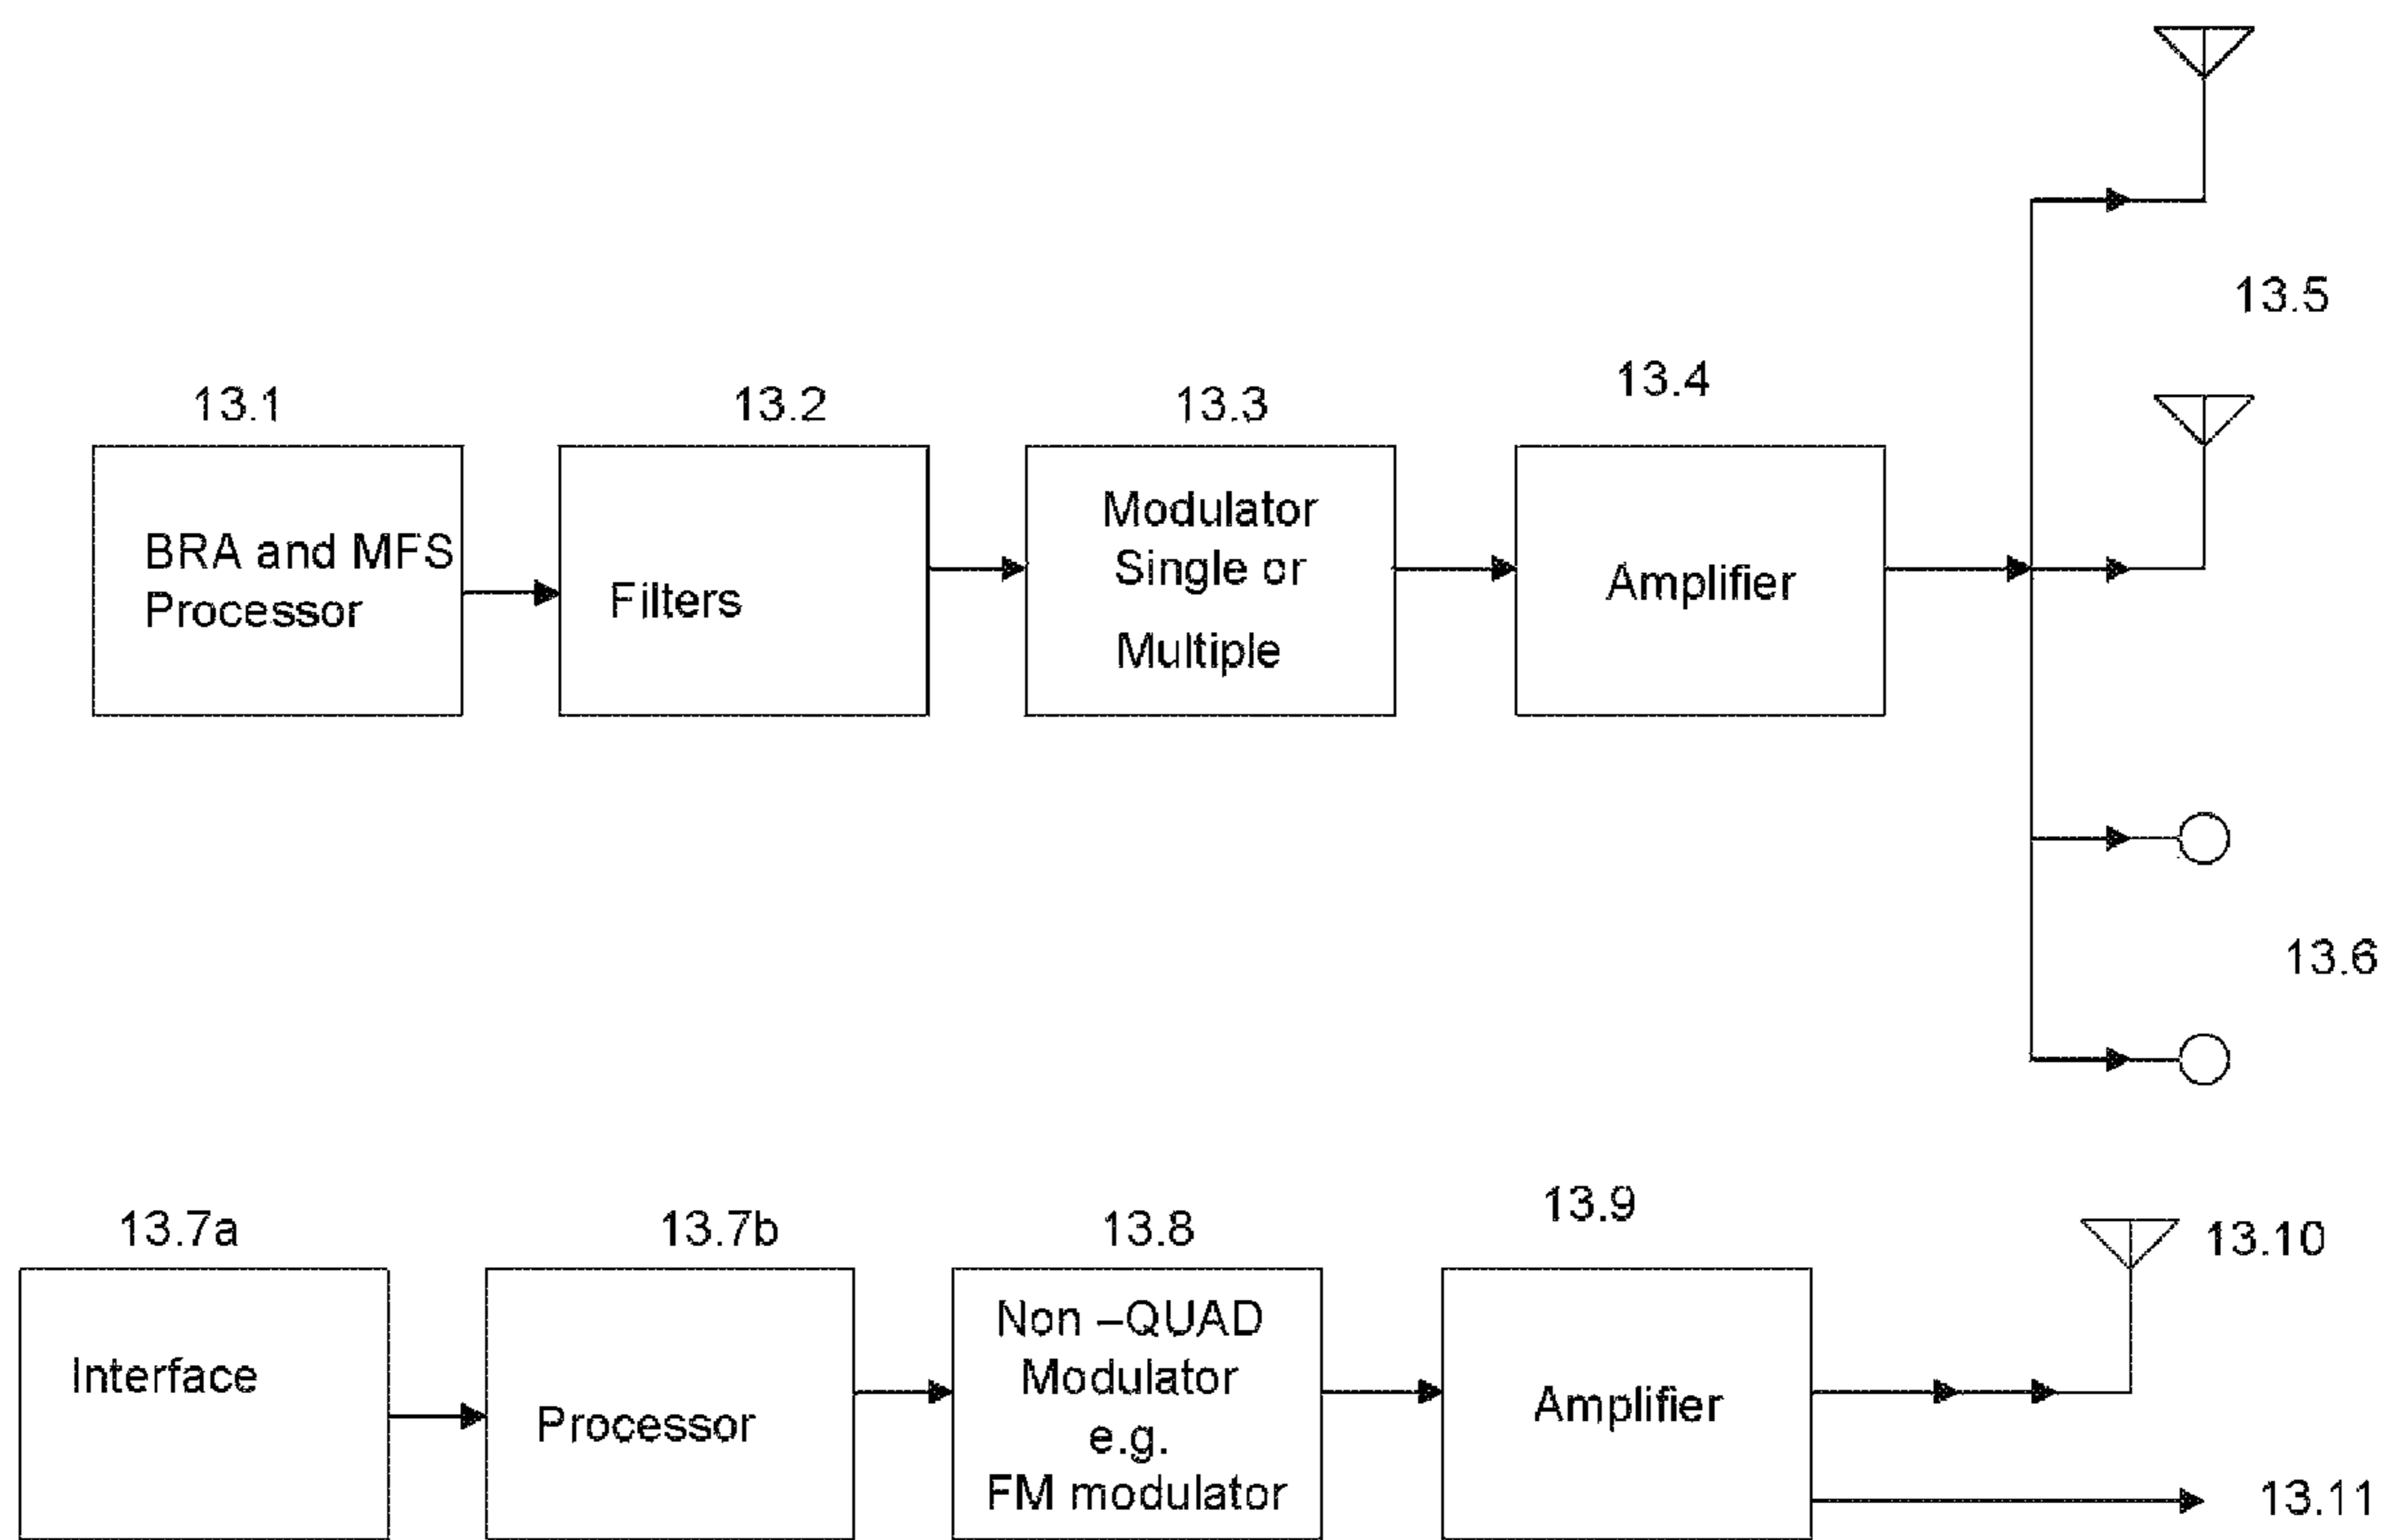 13.5
13.1
13.2
13.3
13.4
BRA and MFS
Processor
Filters
Modulator
Single or
Multiple
Amplifier
13.6
13.7a
13.7b
13.8
13.9
13.10
Interface
Processor
Non –QUAD
Modulator
e.g.
FM modulator
Amplifier
13.11